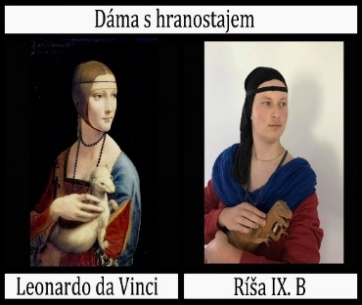 Dáma s hranostajem
Leonardo da Vinci
Ríša IX. B